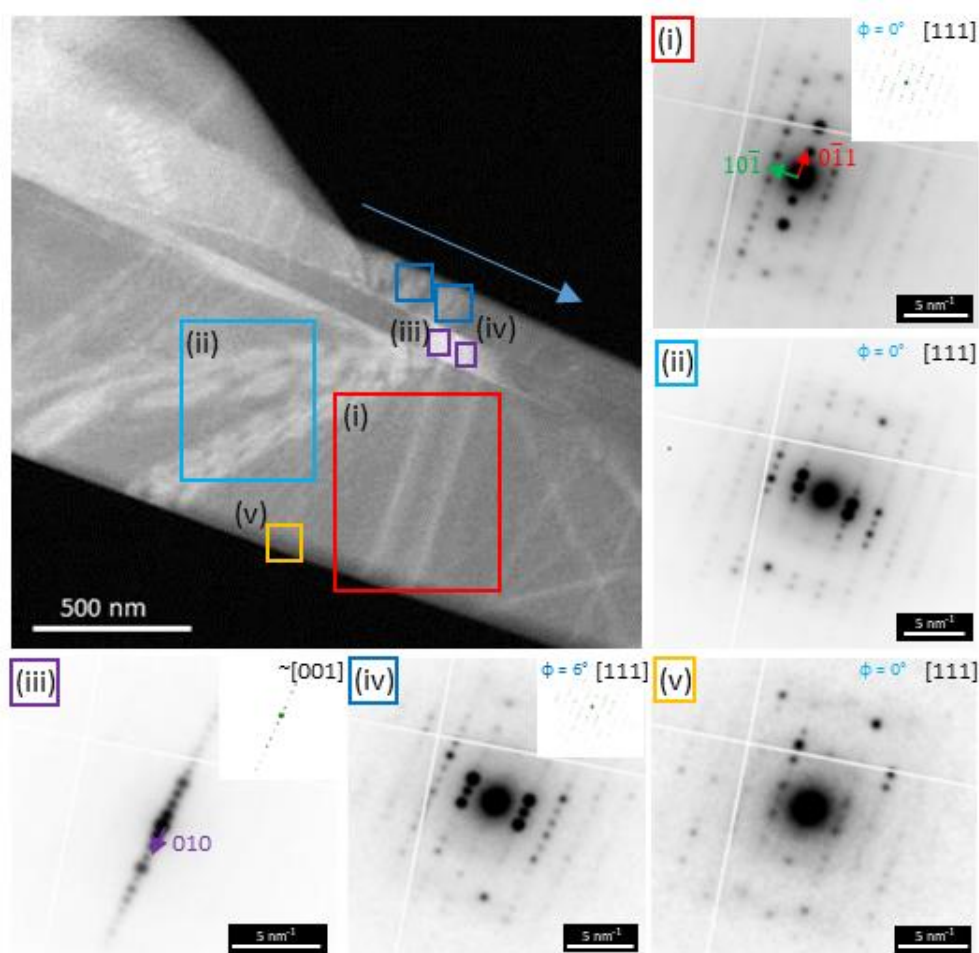 (i)
ϕ = 0° [111]
101̅
01̅1
5 nm⁻¹
(ii)
(iii)
(iv)
(i)
(v)
500 nm
(ii)
ϕ = 0° [111]
5 nm⁻¹
(iii)
~[001]
010
5 nm⁻¹
(iv)
ϕ = 6° [111]
5 nm⁻¹
(v)
ϕ = 0° [111]
5 nm⁻¹